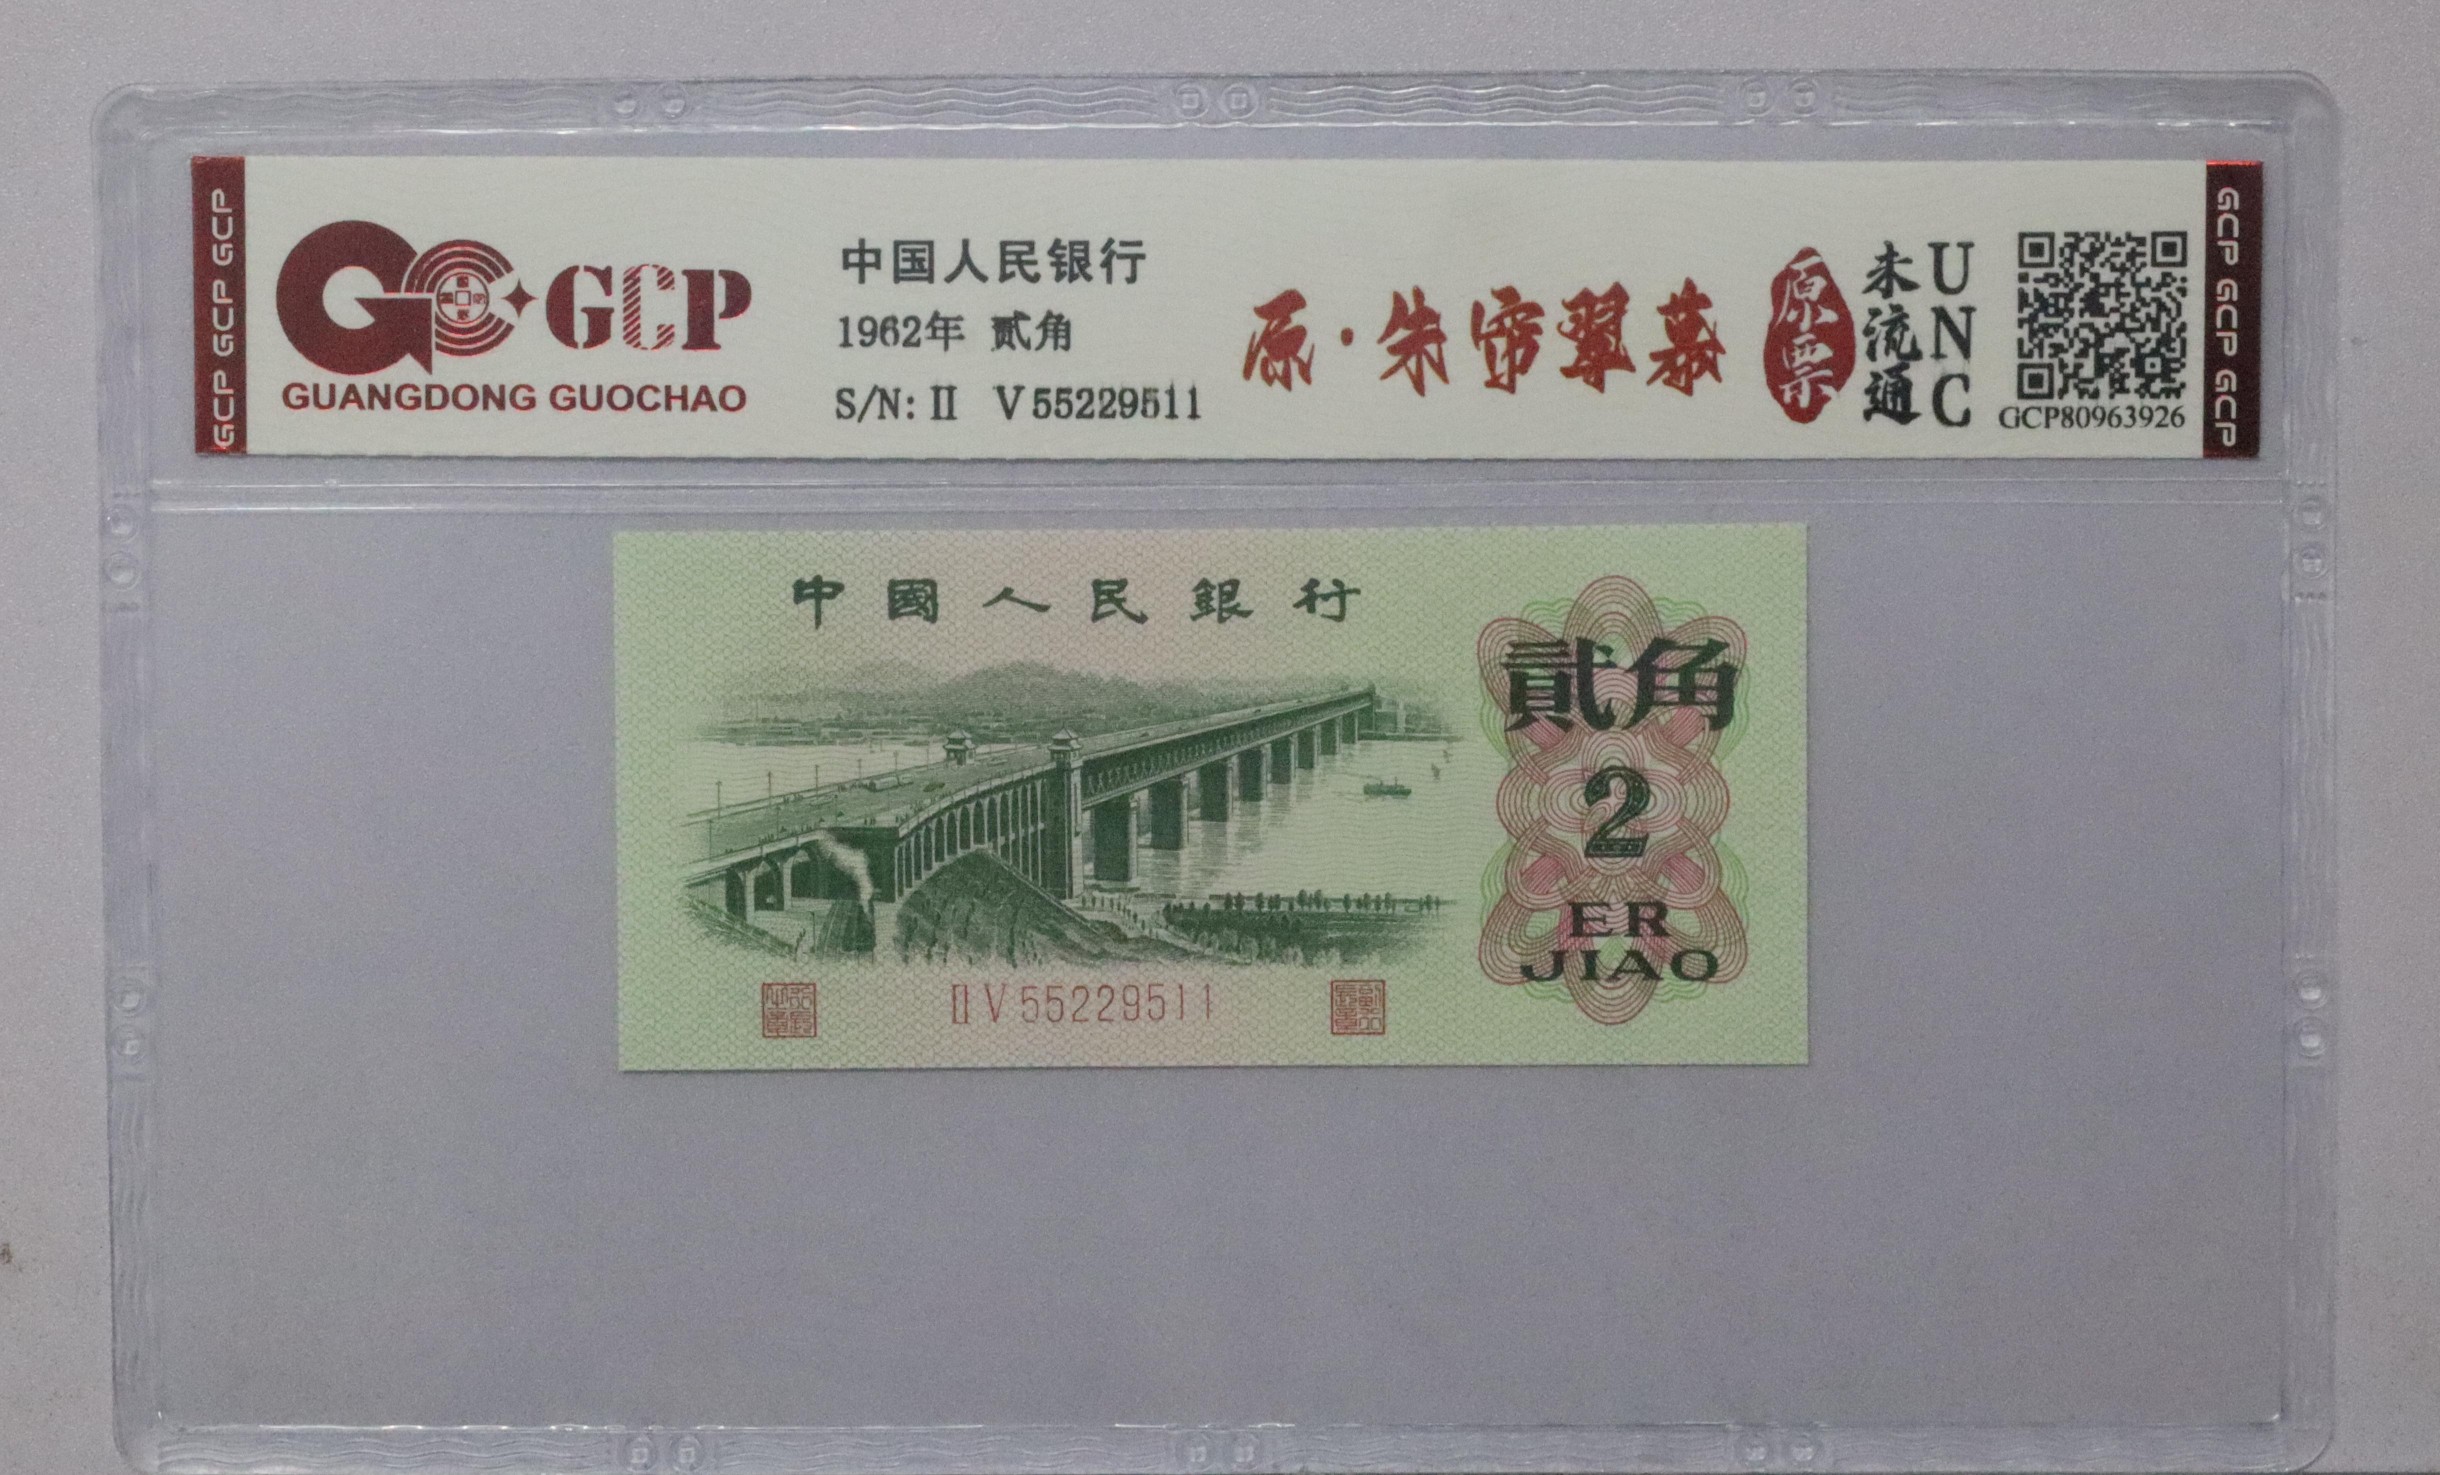 GCP GCP GCP
GCP
GUANGDONG GUOCHAO
中国人民银行
1962年 贰角
S/N: II V55229511
原·朱帘翠幕
原票
未流通
UNC
GCP80963926
GCP GCP GCP
中國人民銀行
貳角
2
ER
JIAO
II V 55229511